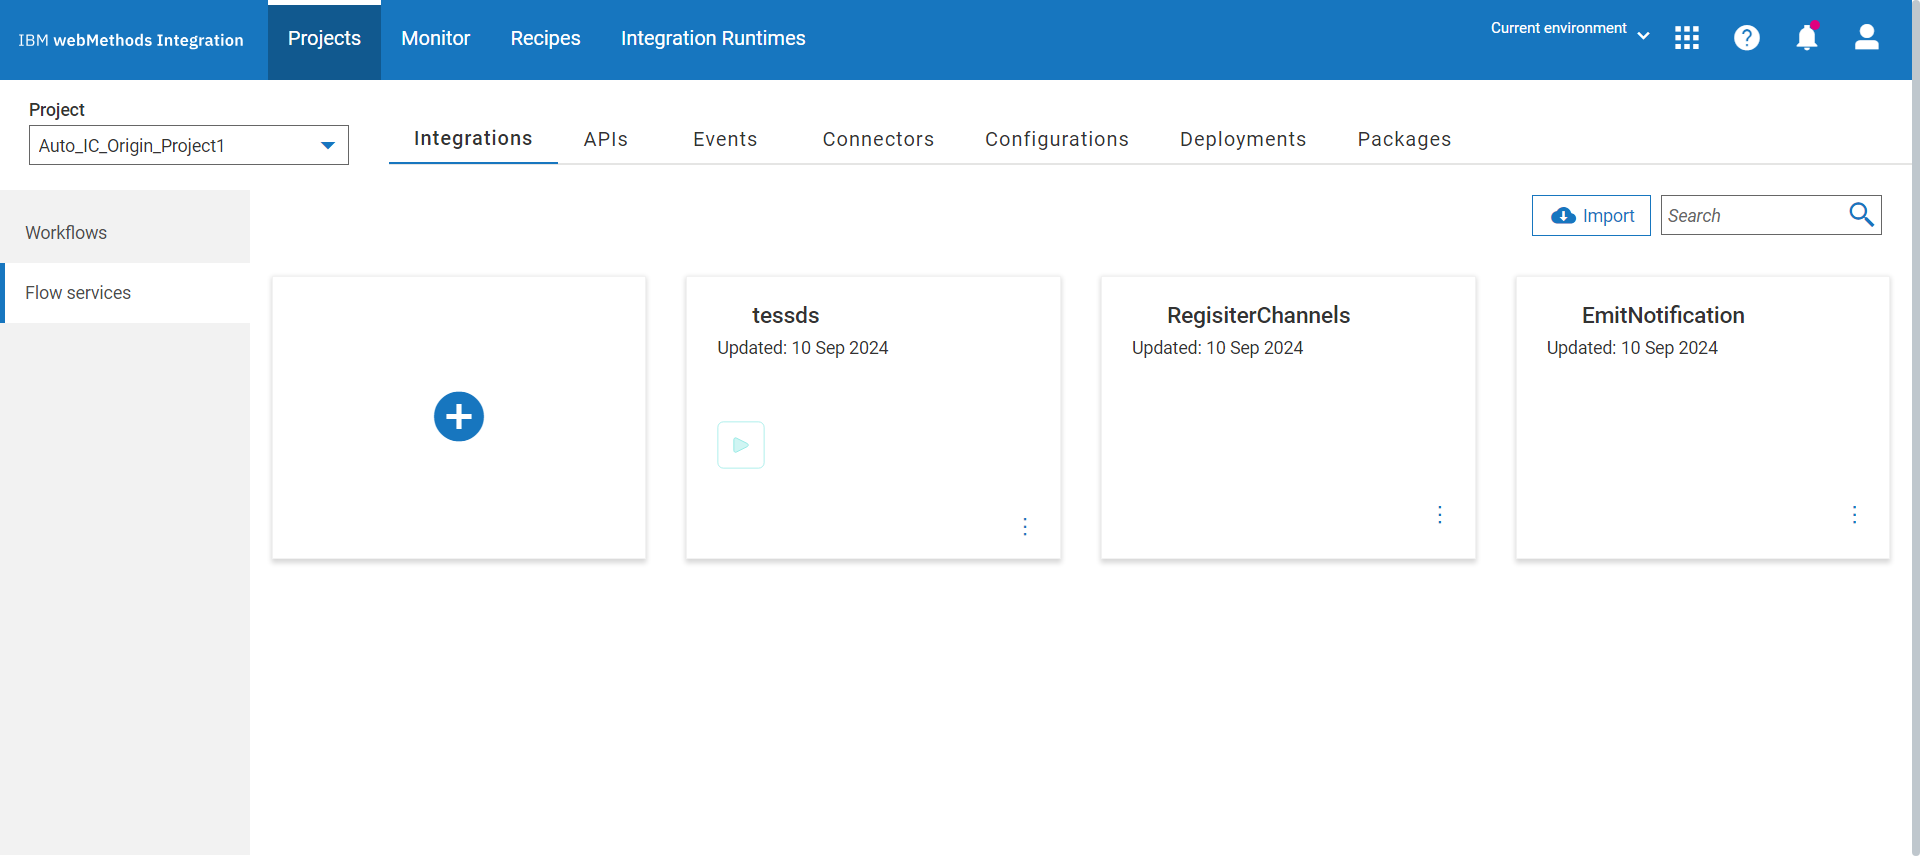 IBM webMethods Integration
Projects
Monitor
Recipes
Integration Runtimes
Current environment
Project
Auto_IC_Origin_Project1
Integrations
APIs
Events
Connectors
Configurations
Deployments
Packages
Import
Search
Workflows
Flow services
tessds
Updated: 10 Sep 2024
RegisiterChannels
Updated: 10 Sep 2024
EmitNotification
Updated: 10 Sep 2024